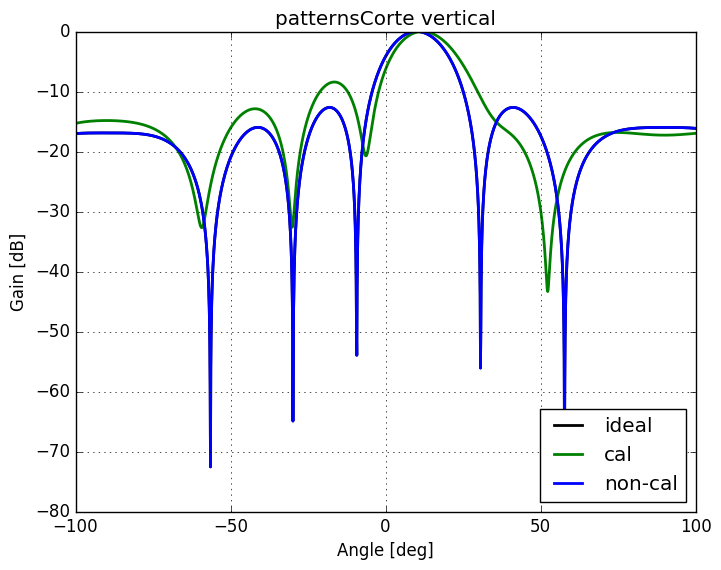 patternsCorte vertical
0
−10
−20
−30
−40
−50
−60
−70
−80
Gain [dB]
ideal
cal
non-cal
−100 −50 0 50 100
Angle [deg]